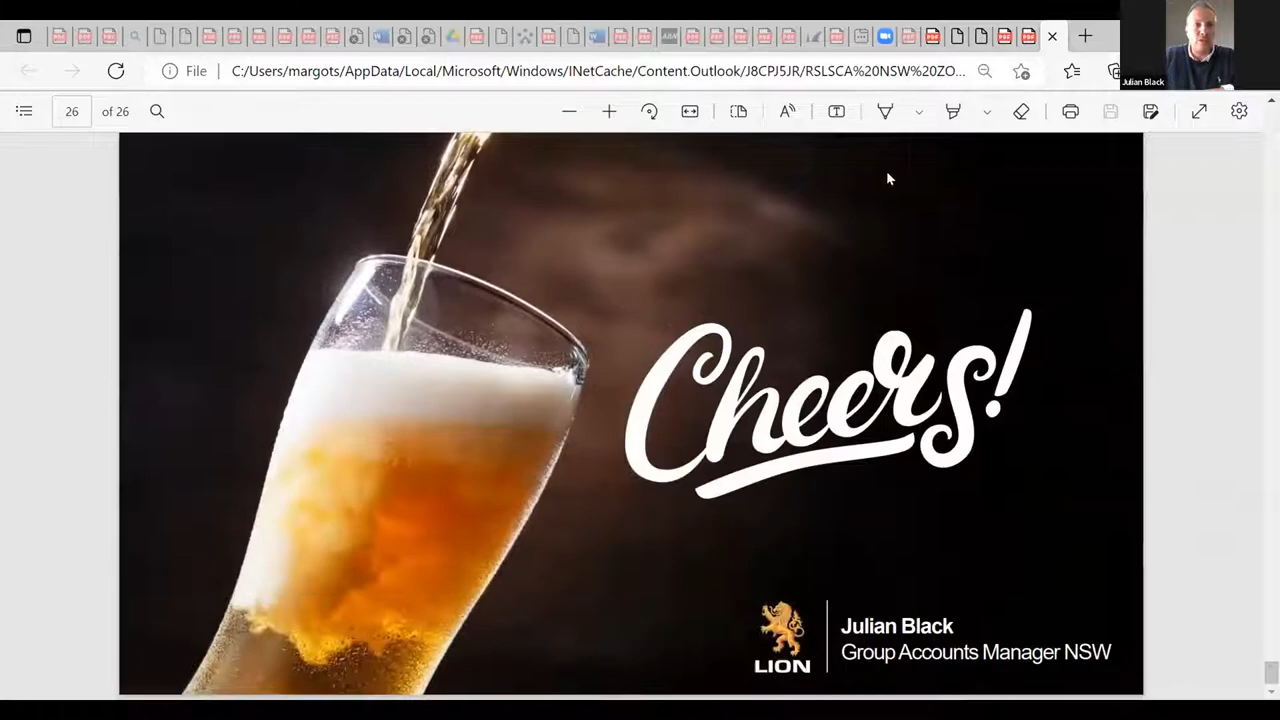 File
C:/Users/margots/AppData/Local/Microsoft/Windows/INetCache/Content.Outlook/J8CPJ5JR/RSLSCA%20NSW%20ZO...
Julian Black
26 of 26
Cheers!
LION
Julian Black
Group Accounts Manager NSW